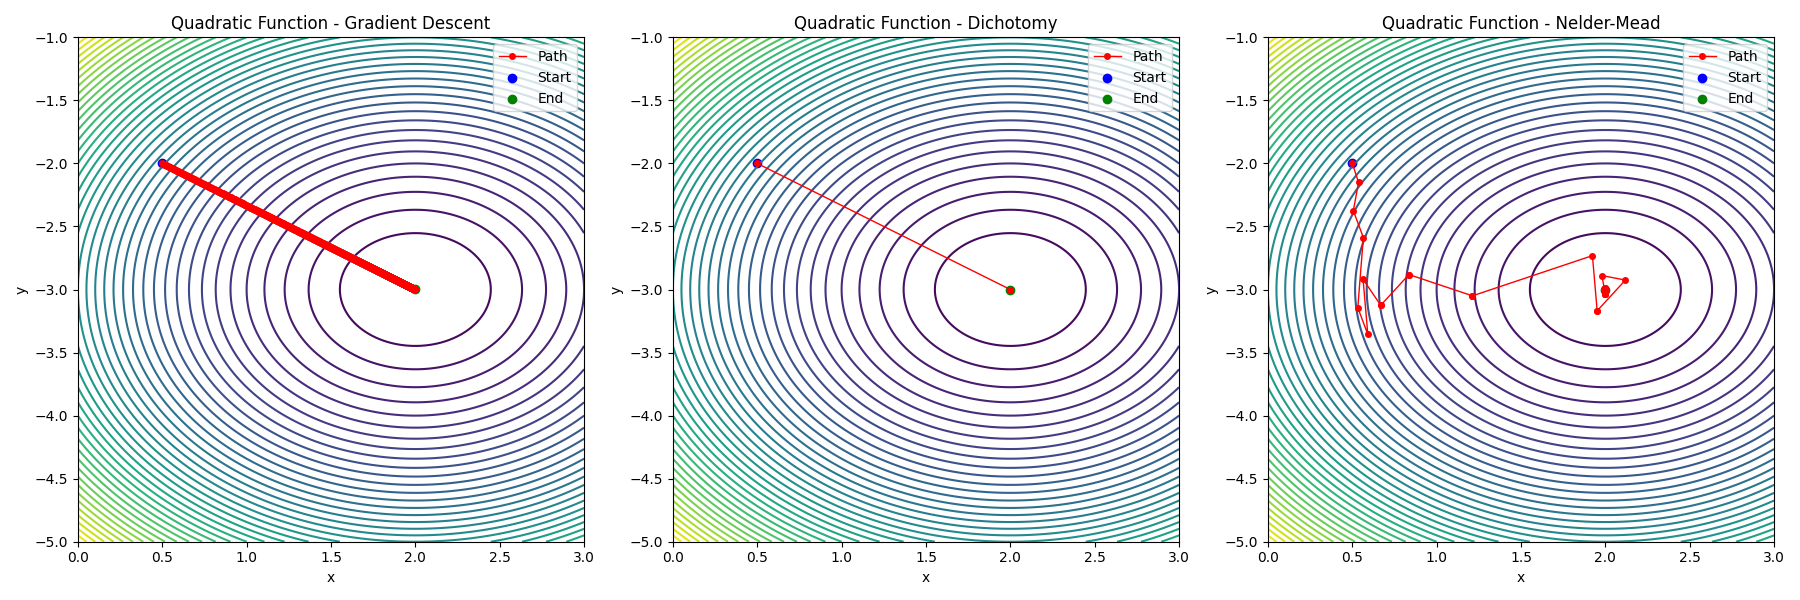 Quadratic Function - Gradient Descent
−1.0
−1.5
−2.0
−2.5
−3.0
−3.5
−4.0
−4.5
−5.0
y
0.0 0.5 1.0 1.5 2.0 2.5 3.0
x
Path
Start
End
Quadratic Function - Dichotomy
−1.0
−1.5
−2.0
−2.5
−3.0
−3.5
−4.0
−4.5
−5.0
y
0.0 0.5 1.0 1.5 2.0 2.5 3.0
x
Path
Start
End
Quadratic Function - Nelder-Mead
−1.0
−1.5
−2.0
−2.5
−3.0
−3.5
−4.0
−4.5
−5.0
y
0.0 0.5 1.0 1.5 2.0 2.5 3.0
x
Path
Start
End